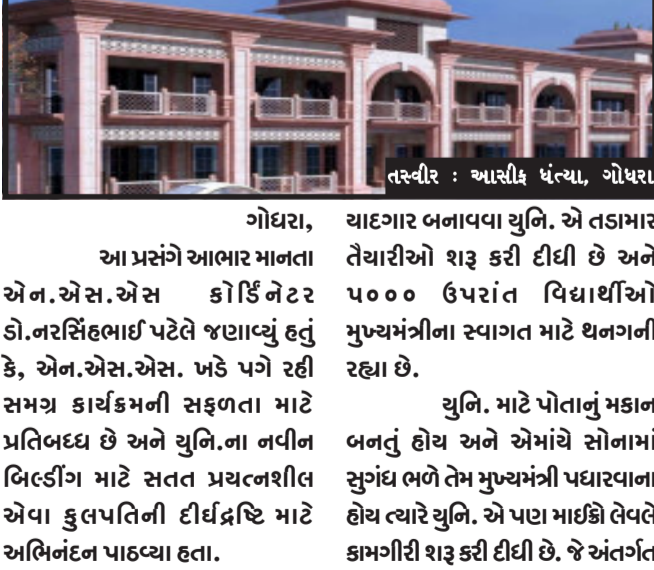 તસ્વીર : આસીફ ધંત્યા, ગોધરા
ગોધરા,
આ પ્રસંગે આભાર માનતા
એન.એસ.એસ કોર્ડિંનેટર
ડો.નરસિંહભાઈ પટેલે જણાવ્યું હતું
કે, એન.એસ.એસ. ખડે પગે રહી
સમગ્ર કાર્યક્રમની સફળતા માટે
પ્રતિબધ્ધ છે અને યુનિ.ના નવીન
બિલ્ડીંગ માટે સતત પ્રયત્નશીલ
એવા કુલપતિની દીર્ઘદ્રષ્ટિ માટે
અભિનંદન પાઠવ્યા હતા.
યાદગાર બનાવવા યુનિ. એ તડામાર
તૈયારીઓ શરૂ કરી દીધી છે અને
૫૦૦૦ ઉપરાંત વિદ્યાર્થીઓ
મુખ્યમંત્રીના સ્વાગત માટે થનગની
રહ્યા છે.
યુનિ. માટે પોતાનું મકાન
બનતું હોય અને એમાંયે સોનામાં
સુગંધ ભળે તેમ મુખ્યમંત્રી પધારવાના
હોય ત્યારે યુનિ. એ પણ માઈક્રો લેવલે
કામગીરી શરૂ કરી દીધી છે. જે અંતર્ગત